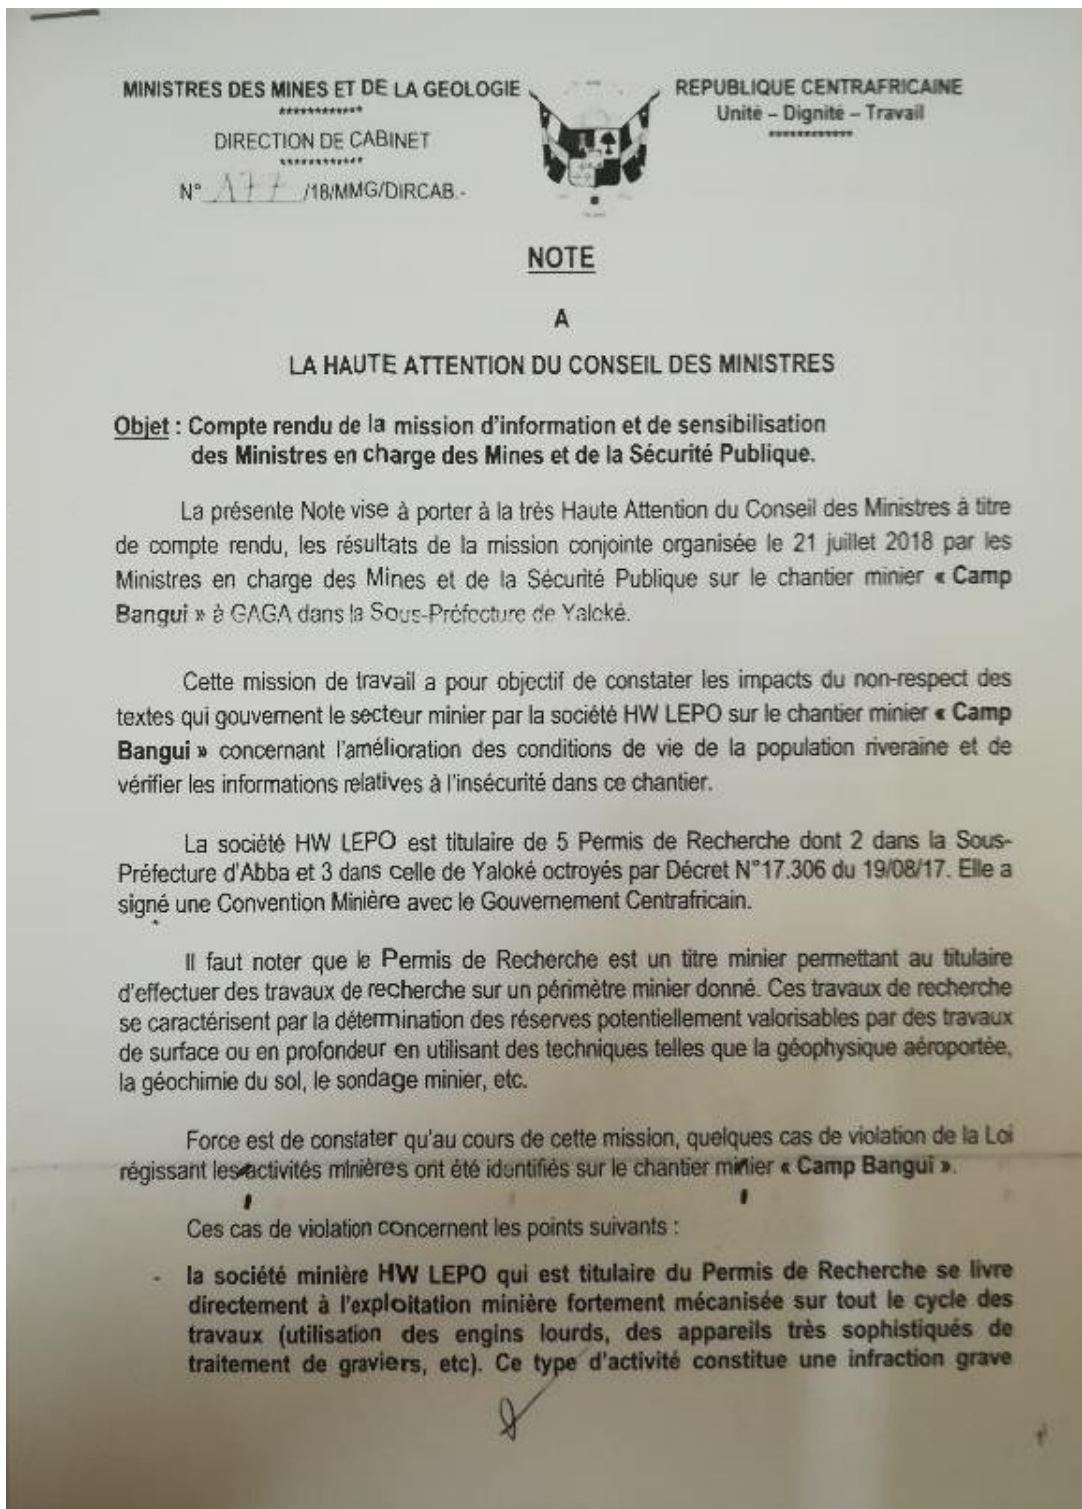 MINISTRES DES MINES ET DE LA GEOLOGIE
************
DIRECTION DE CABINET
************
N° 177 /18/MMG/DIRCAB.-
REPUBLIQUE CENTRAFRICAINE
Unité – Dignité – Travail
************
NOTE
A
LA HAUTE ATTENTION DU CONSEIL DES MINISTRES
Objet : Compte rendu de la mission d'information et de sensibilisation
des Ministres en charge des Mines et de la Sécurité Publique.
La présente Note vise à porter à la très Haute Attention du Conseil des Ministres à titre
de compte rendu, les résultats de la mission conjointe organisée le 21 juillet 2018 par les
Ministres en charge des Mines et de la Sécurité Publique sur le chantier minier « Camp
Bangui » à GAGA dans la Sous-Préfecture de Yaloké.
Cette mission de travail a pour objectif de constater les impacts du non-respect des
textes qui gouvernent le secteur minier par la société HW LEPO sur le chantier minier « Camp
Bangui » concernant l'amélioration des conditions de vie de la population riveraine et de
vérifier les informations relatives à l'insécurité dans ce chantier.
La société HW LEPO est titulaire de 5 Permis de Recherche dont 2 dans la Sous-
Préfecture d'Abba et 3 dans celle de Yaloké octroyés par Décret N°17.306 du 19/08/17. Elle a
signé une Convention Minière avec le Gouvernement Centrafricain.
Il faut noter que le Permis de Recherche est un titre minier permettant au titulaire
d'effectuer des travaux de recherche sur un périmètre minier donné. Ces travaux de recherche
se caractérisent par la détermination des réserves potentiellement valorisables par des travaux
de surface ou en profondeur en utilisant des techniques telles que la géophysique aéroportée,
la géochimie du sol, le sondage minier, etc.
Force est de constater qu'au cours de cette mission, quelques cas de violation de la Loi
régissant les activités minières ont été identifiés sur le chantier minier « Camp Bangui ».
Ces cas de violation concernent les points suivants :
- la société minière HW LEPO qui est titulaire du Permis de Recherche se livre
directement à l'exploitation minière fortement mécanisée sur tout le cycle des
travaux (utilisation des engins lourds, des appareils très sophistiqués de
traitement de graviers, etc). Ce type d'activité constitue une infraction grave